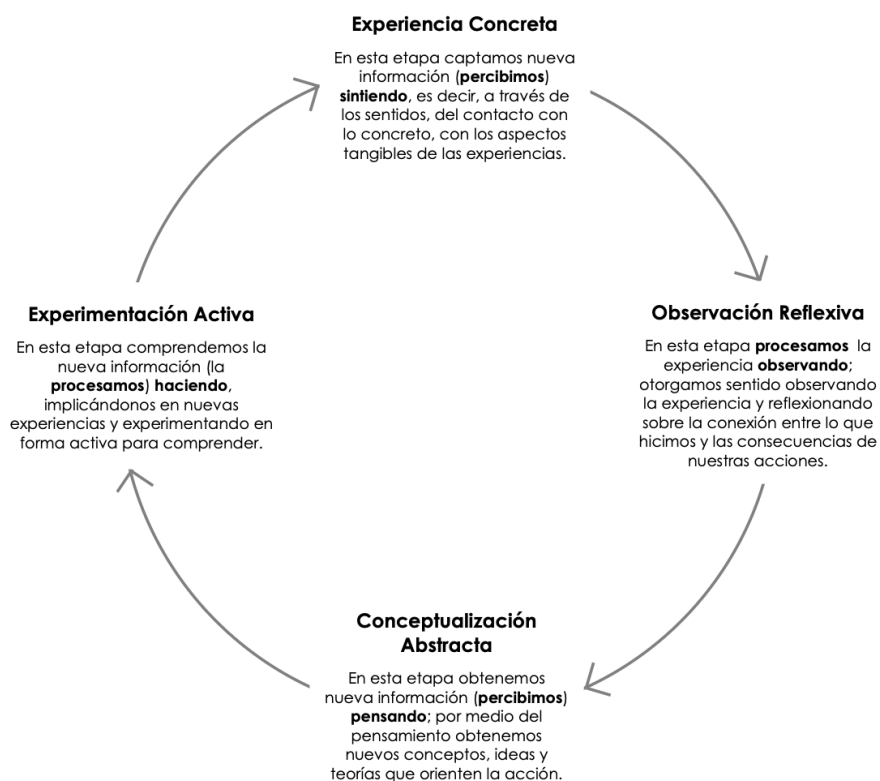 Experiencia Concreta
En esta etapa captamos nueva
información (percibimos)
sintiendo, es decir, a través de
los sentidos, del contacto con
lo concreto, con los aspectos
tangibles de las experiencias.
Observación Reflexiva
En esta etapa procesamos la
experiencia observando;
otorgamos sentido observando
la experiencia y reflexionando
sobre la conexión entre lo que
hicimos y las consecuencias de
nuestras acciones.
Conceptualización
Abstracta
En esta etapa obtenemos
nueva información (percibimos)
pensando; por medio del
pensamiento obtenemos
nuevos conceptos, ideas y
teorías que orienten la acción.
Experimentación Activa
En esta etapa comprendemos la
nueva información (la
procesamos) haciendo,
implicándonos en nuevas
experiencias y experimentando en
forma activa para comprender.